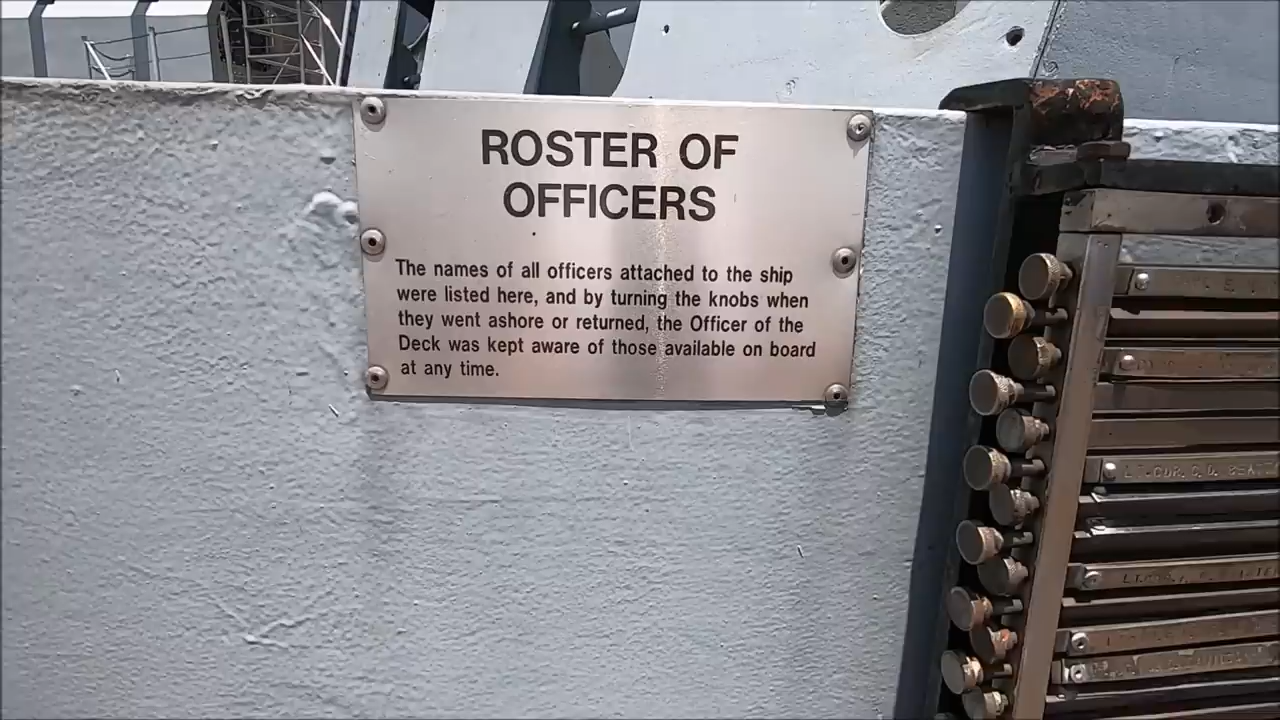 ROSTER OF
OFFICERS
The names of all officers attached to the ship
were listed here, and by turning the knobs when
they went ashore or returned, the Officer of the
Deck was kept aware of those available on board
at any time.
LT. CDR. C. D.